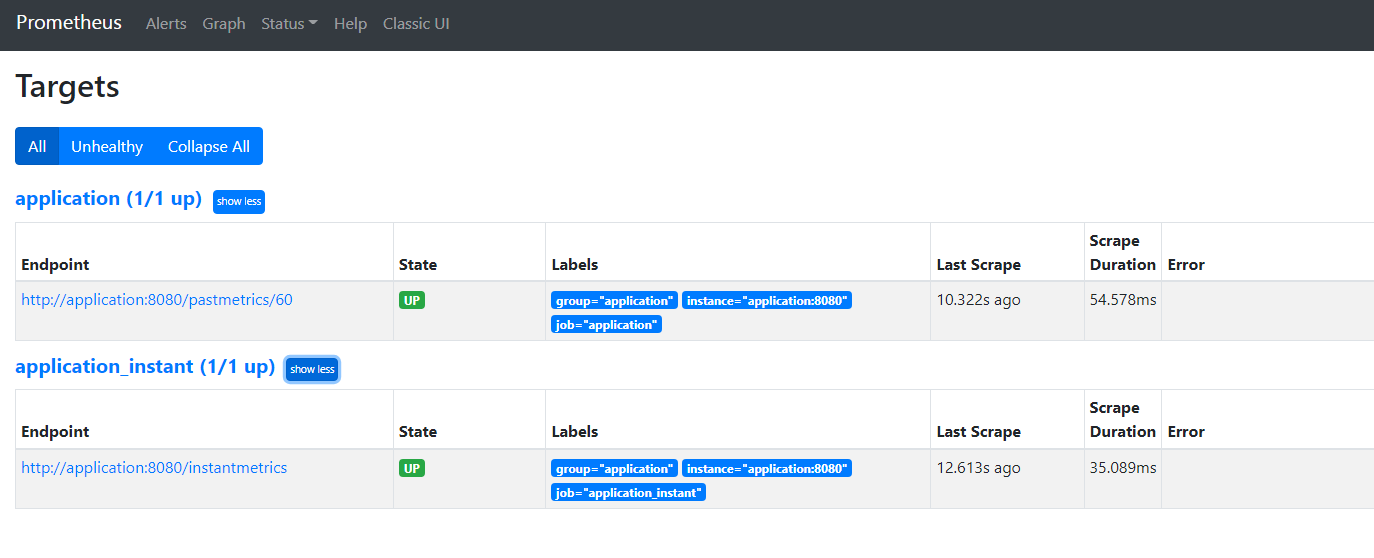 Prometheus Alerts Graph Status Help Classic UI
Targets
All Unhealthy Collapse All
application (1/1 up) show less
Endpoint State Labels Last Scrape Scrape Duration Error
http://application:8080/pastmetrics/60 UP group="application" instance="application:8080" 10.322s ago 54.578ms
job="application"
application_instant (1/1 up) show less
Endpoint State Labels Last Scrape Scrape Duration Error
http://application:8080/instantmetrics UP group="application" instance="application:8080" 12.613s ago 35.089ms
job="application_instant"